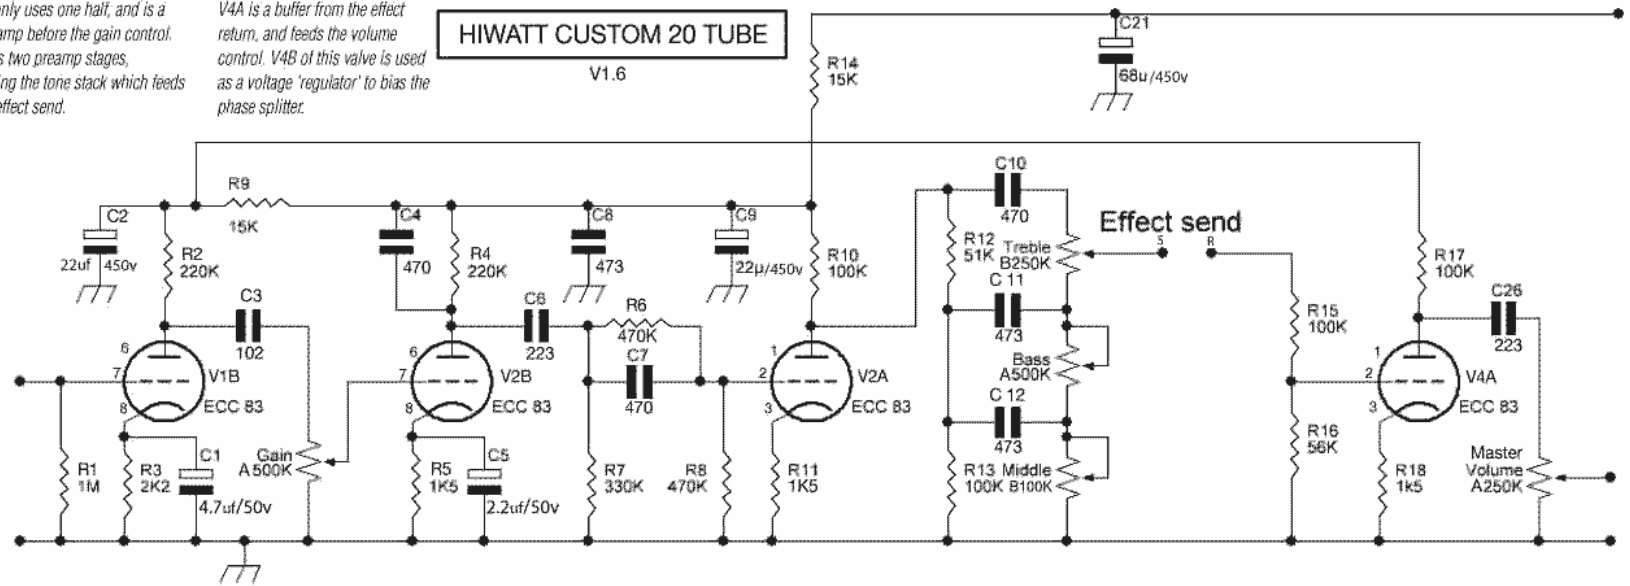 only uses one half, and is a
amp before the gain control.
s two preamp stages,
ing the tone stack which feeds
effect send.
V4A is a buffer from the effect
return, and feeds the volume
control. V4B of this valve is used
as a voltage 'regulator' to bias the
phase splitter.
HIWATT CUSTOM 20 TUBE
V1.6
R14
15K
C21
68u/450v
C2
22uf 450v
R2
220K
R9
15K
C3
102
6
7
8
V1B
ECC 83
R1
1M
R3
2K2
C1
4.7uf/50v
Gain
A500K
C4
470
R4
220K
C6
223
6
7
8
V2B
ECC 83
R5
1K5
C5
2.2uf/50v
C8
473
R6
470K
C7
470
R7
330K
R8
470K
C9
22µ/450v
R10
100K
1
2
3
V2A
ECC 83
R11
1K5
C10
470
R12
51K
Treble
B250K
C 11
473
Bass
A500K
C 12
473
R13
100K
Middle
B100K
Effect send
S
R
R15
100K
R16
56K
R17
100K
C26
223
1
2
3
V4A
ECC 83
R18
1k5
Master
Volume
A250K